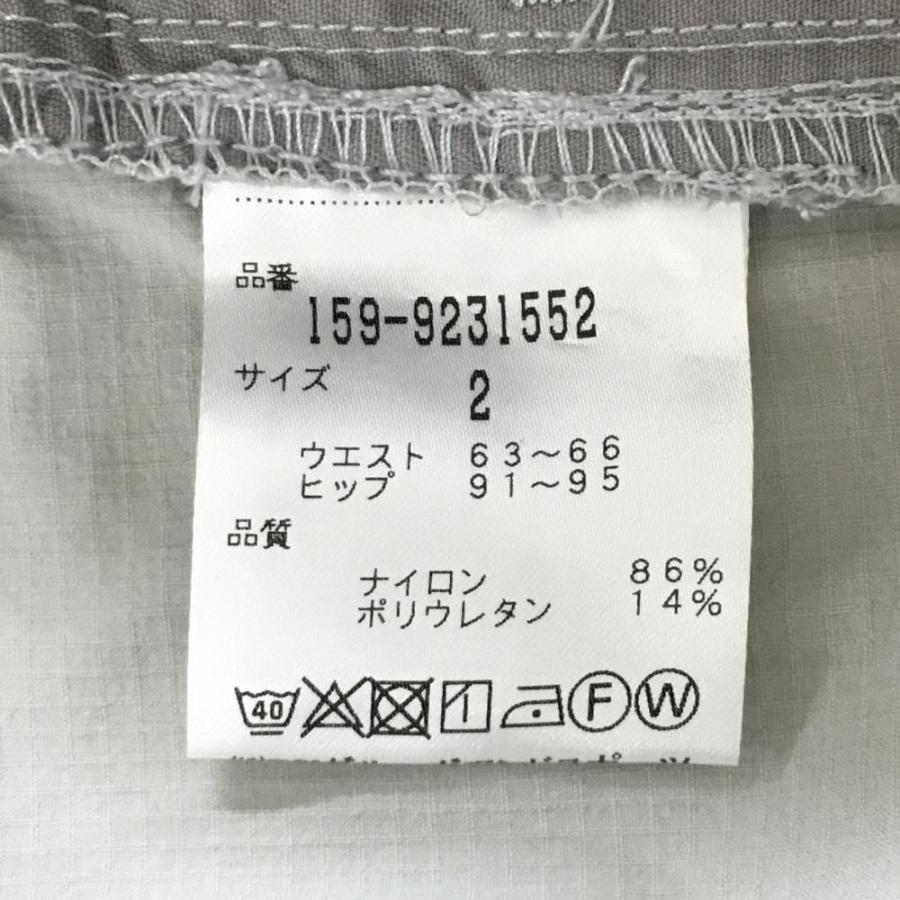 品番
159-9231552
サイズ
2
ウエスト 63～66
ヒップ 91～95
品質
ナイロン 86%
ポリウレタン 14%
40 F W